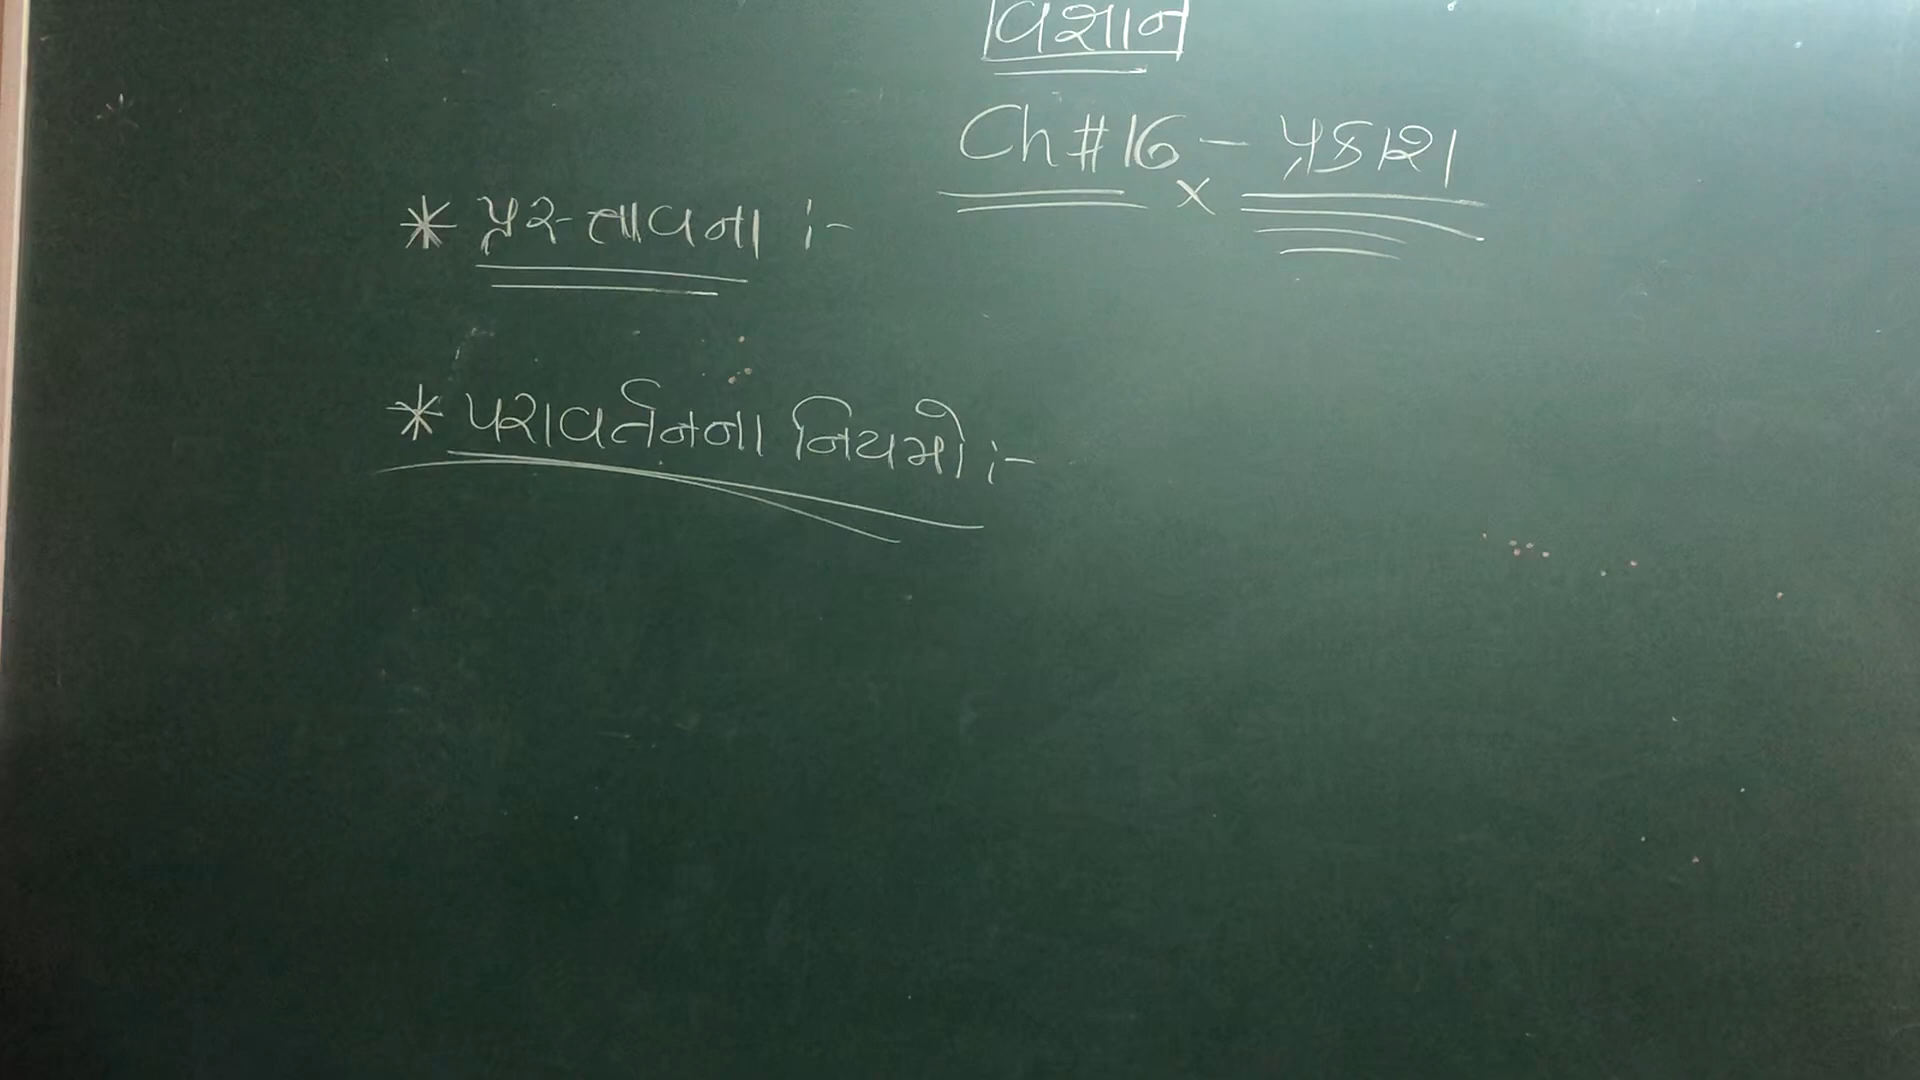 વિજ્ઞાન
Ch #16 - પ્રકાશ
* પ્રસ્તાવના :-
* પરાવર્તનના નિયમો :-